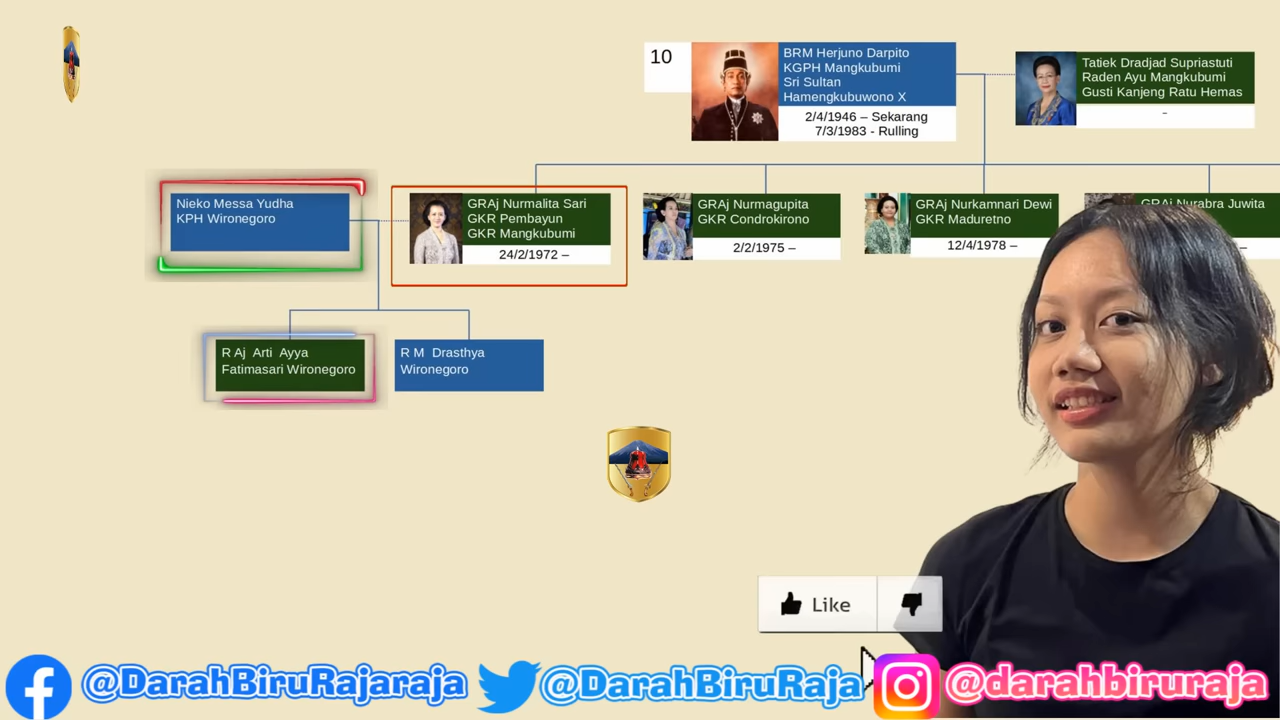 10
BRM Herjuno Darpito
KGPH Mangkubumi
Sri Sultan
Hamengkubuwono X
2/4/1946 – Sekarang
7/3/1983 - Rulling
Tatiek Dradjad Supriastuti
Raden Ayu Mangkubumi
Gusti Kanjeng Ratu Hemas
-
Nieko Messa Yudha
KPH Wironegoro
GRAj Nurmalita Sari
GKR Pembayun
GKR Mangkubumi
24/2/1972 –
GRAj Nurmagupita
GKR Condrokirono
2/2/1975 –
GRAj Nurkamnari Dewi
GKR Maduretno
12/4/1978 –
GRAj Nurabra Juwita
–
R Aj Arti Ayya
Fatimasari Wironegoro
R M Drasthya
Wironegoro
Like
@DarahBiruRajaraja
@DarahBiruRaja
@darahbiruraja